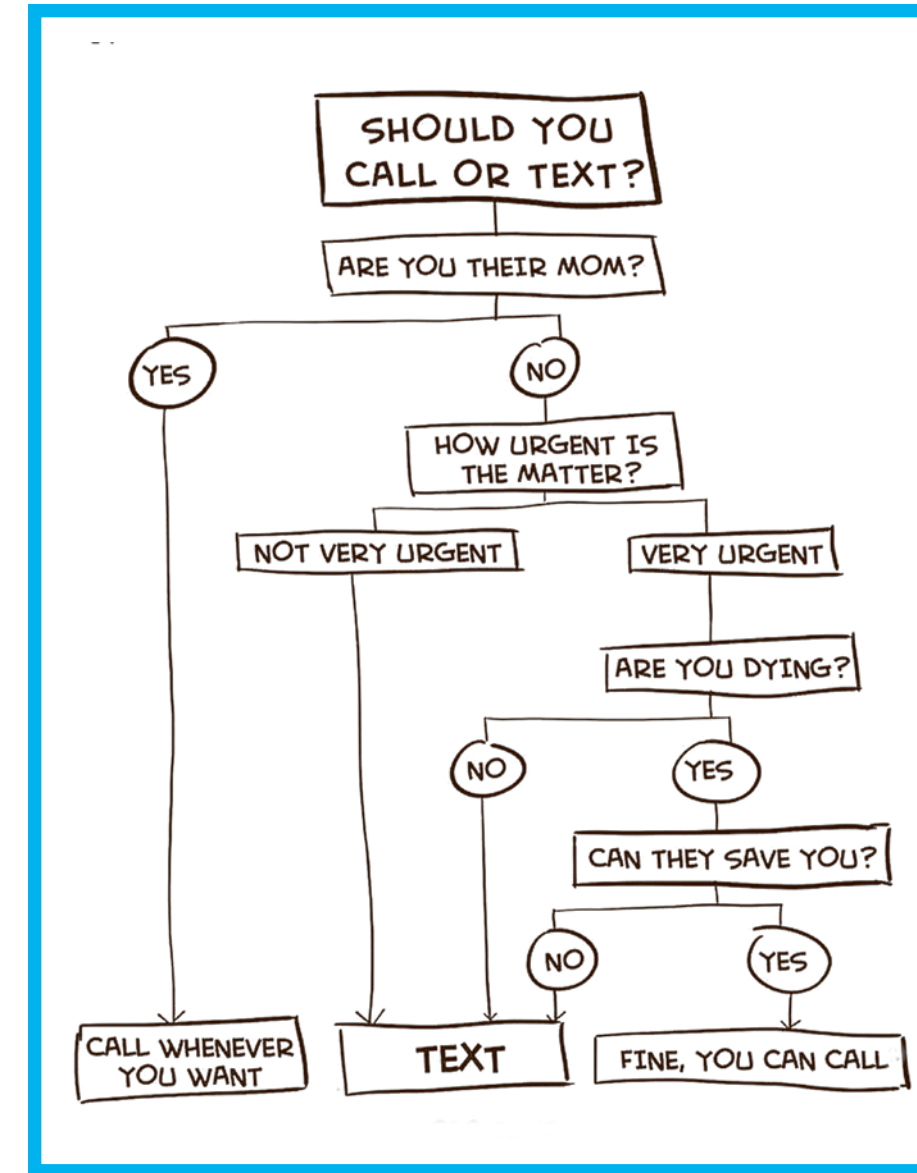 SHOULD YOU
CALL OR TEXT?
ARE YOU THEIR MOM?
YES
NO
HOW URGENT IS
THE MATTER?
NOT VERY URGENT
VERY URGENT
ARE YOU DYING?
NO
YES
CAN THEY SAVE YOU?
NO
YES
CALL WHENEVER
YOU WANT
TEXT
FINE, YOU CAN CALL